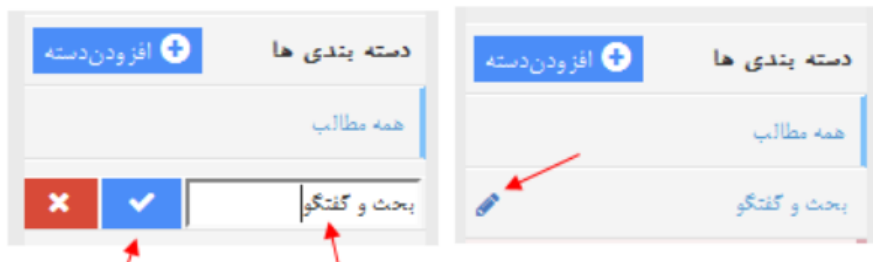 دسته بندی ها
افزودن‌دسته
همه مطالب
بحث و گفتگو
دسته بندی ها
افزودن‌دسته
همه مطالب
بحث و گفتگو